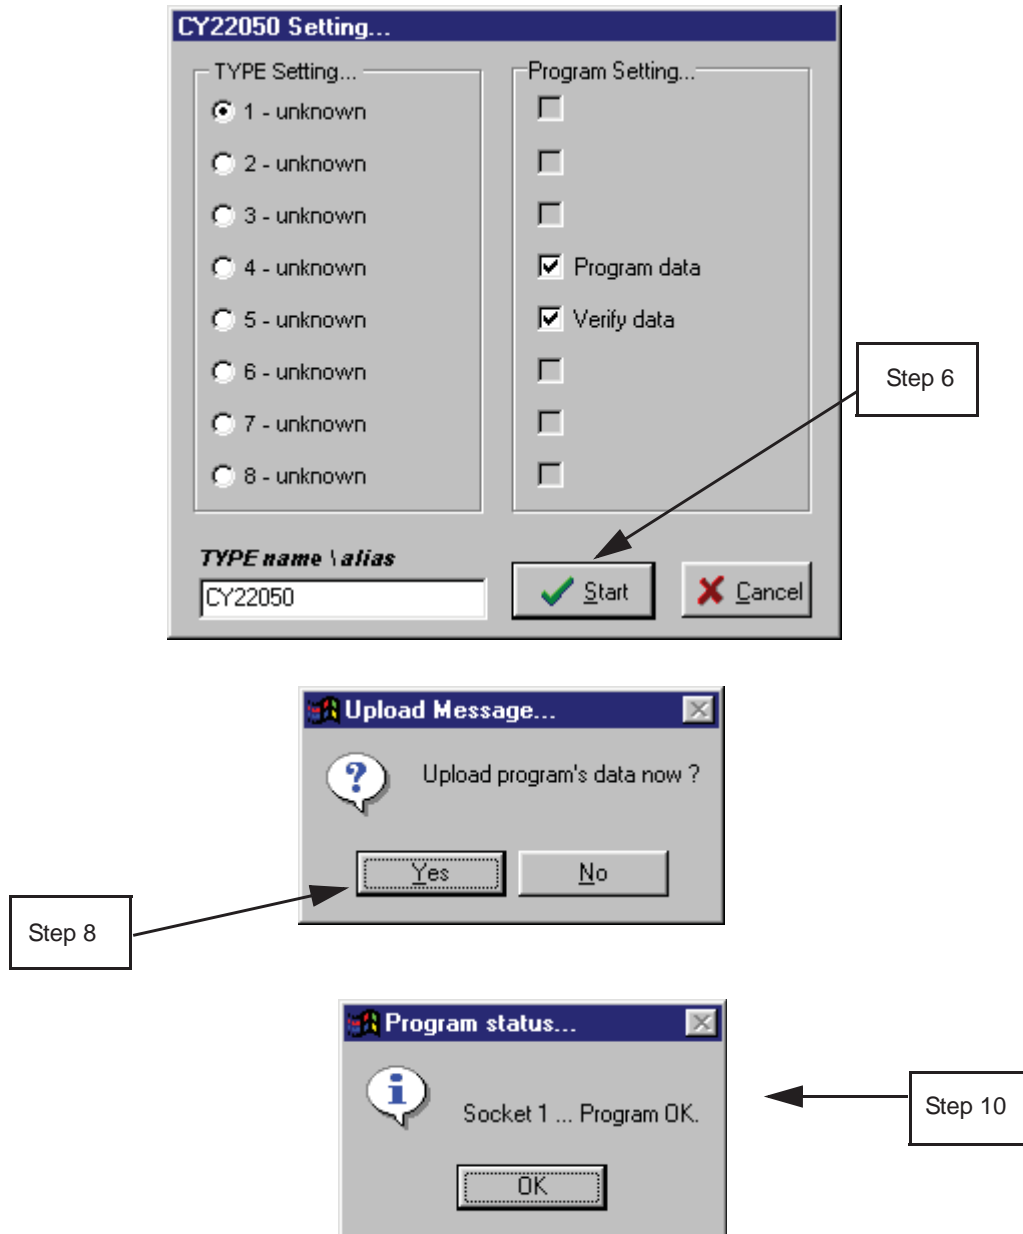 CY22050 Setting...
TYPE Setting...
1 - unknown
2 - unknown
3 - unknown
4 - unknown
5 - unknown
6 - unknown
7 - unknown
8 - unknown
Program Setting...
Program data
Verify data
Step 6
TYPE name \ alias
CY22050
Start
Cancel
Upload Message...
Upload program's data now ?
Yes
No
Step 8
Program status...
Socket 1 ... Program OK.
OK
Step 10